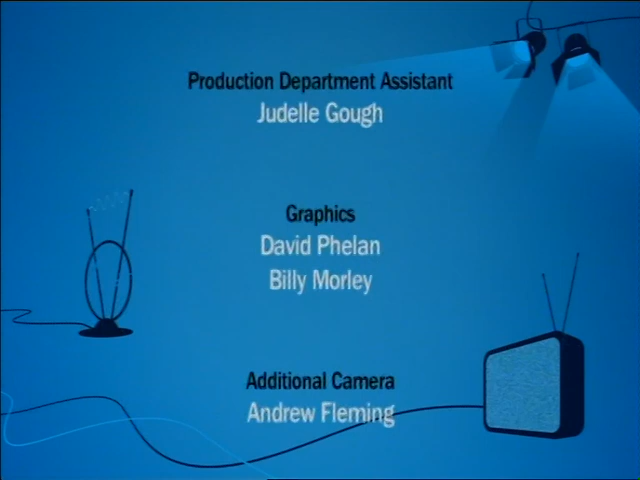 Production Department Assistant
Judelle Gough
Graphics
David Phelan
Billy Morley
Additional Camera
Andrew Fleming